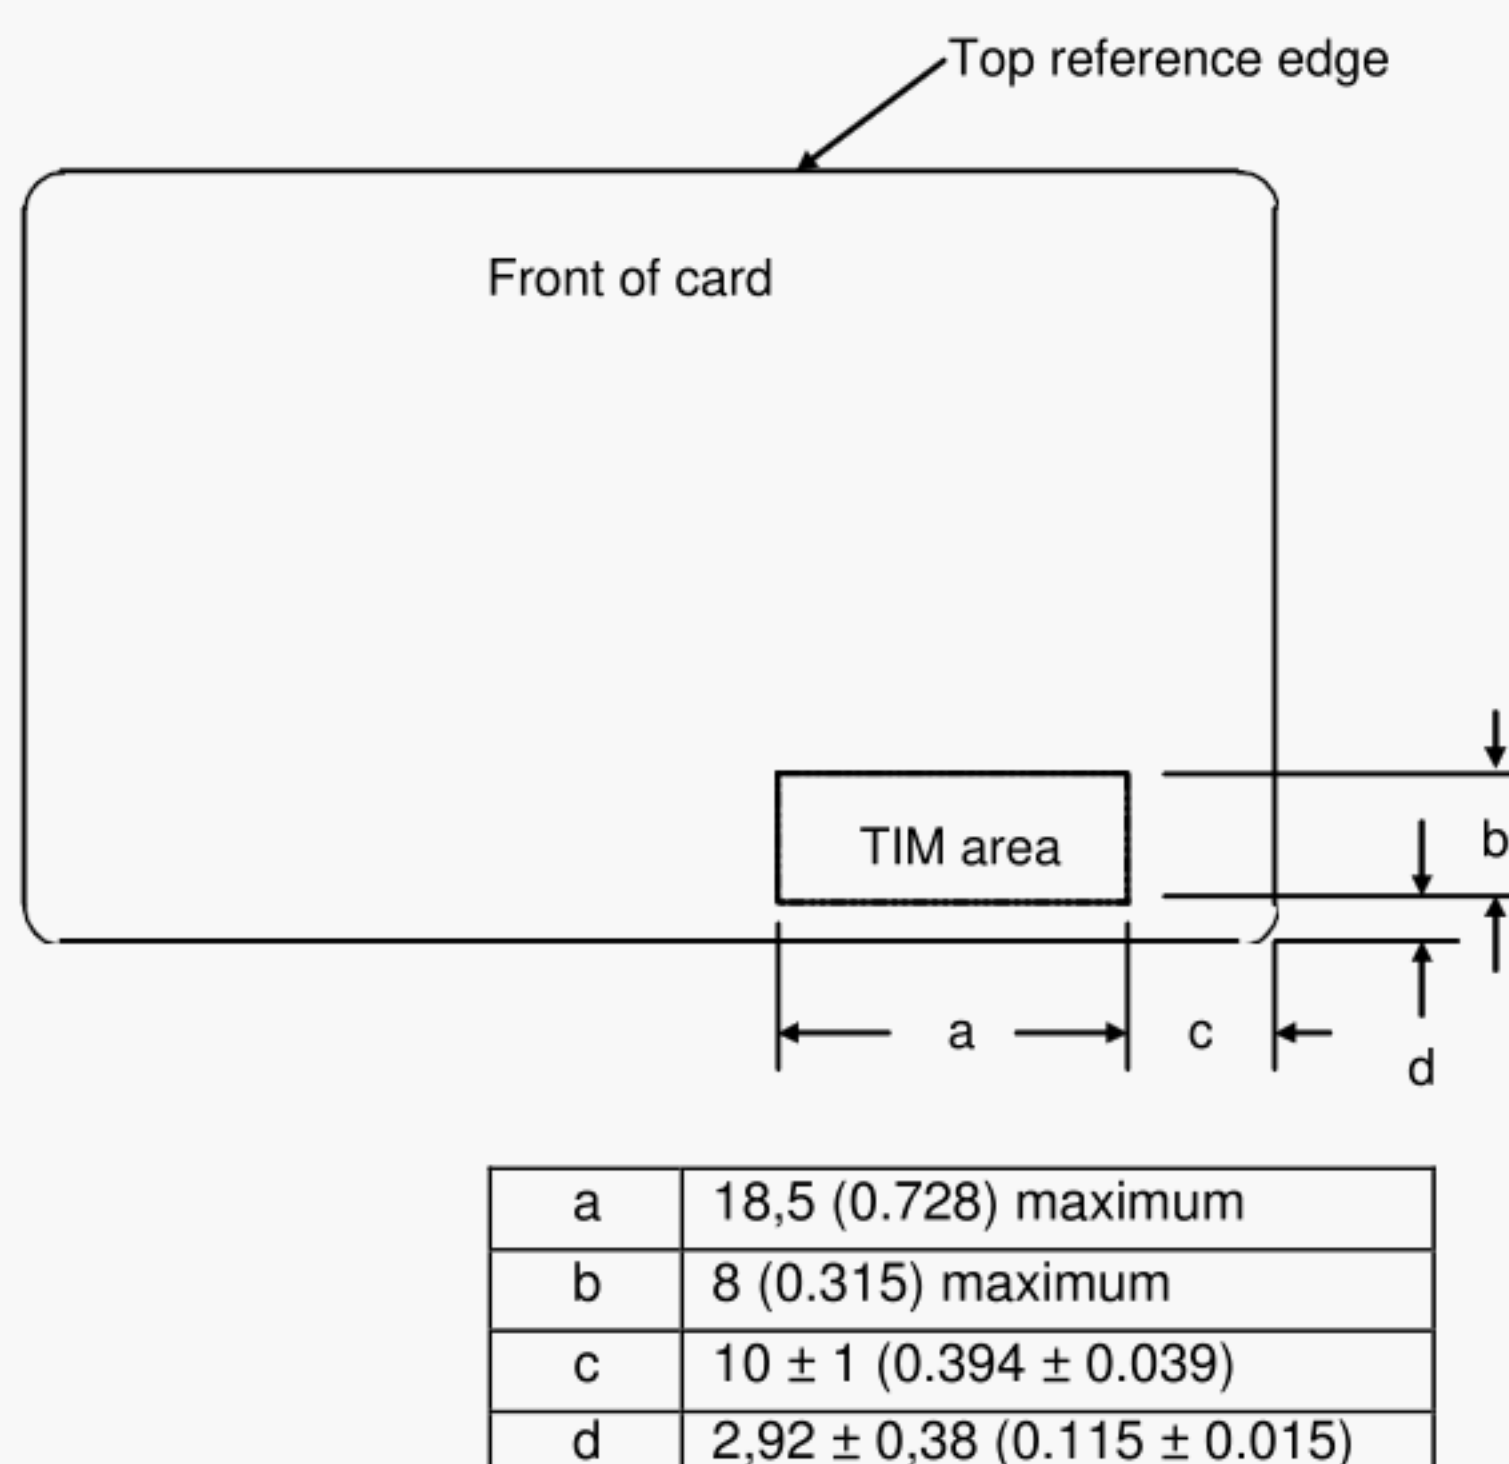 Top reference edge
Front of card
TIM area
b
a
c
d
a 18,5 (0.728) maximum
b 8 (0.315) maximum
c 10 ± 1 (0.394 ± 0.039)
d 2,92 ± 0,38 (0.115 ± 0.015)